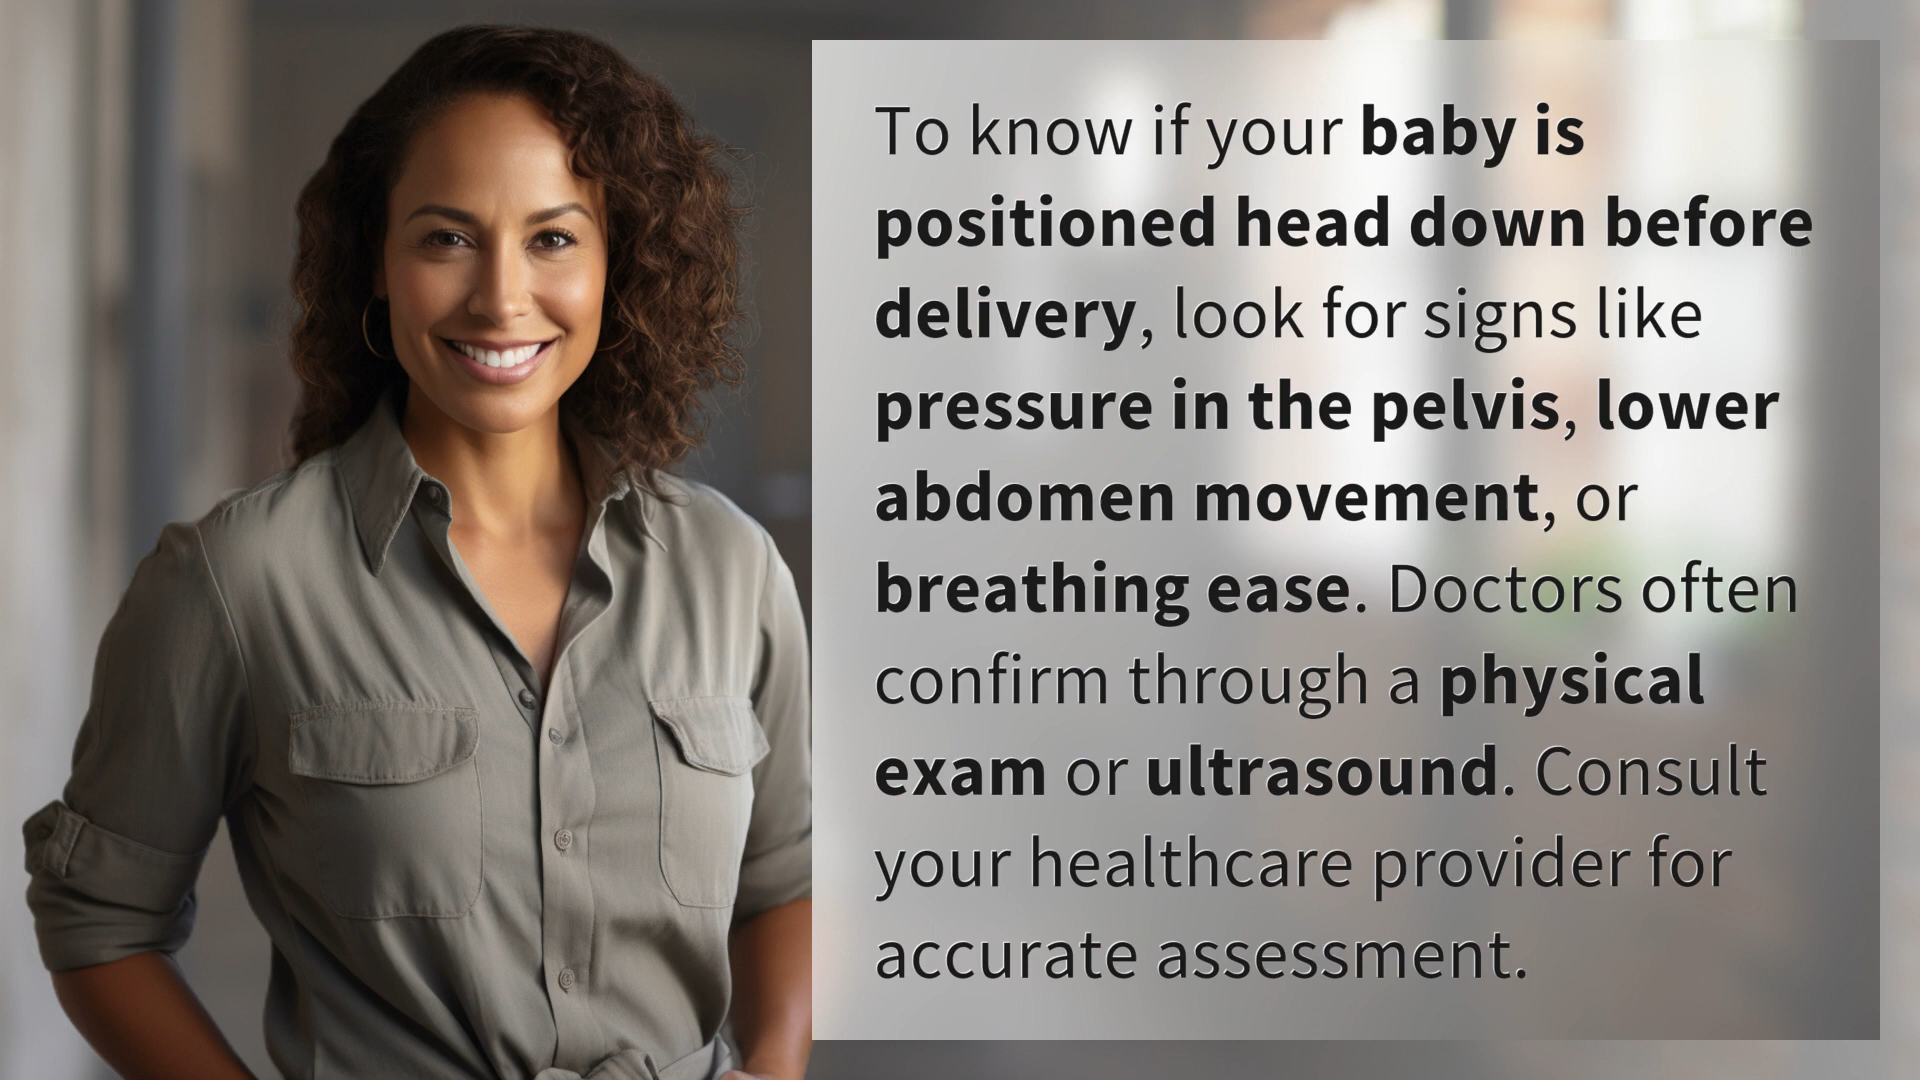 To know if your baby is
positioned head down before
delivery, look for signs like
pressure in the pelvis, lower
abdomen movement, or
breathing ease. Doctors often
confirm through a physical
exam or ultrasound. Consult
your healthcare provider for
accurate assessment.